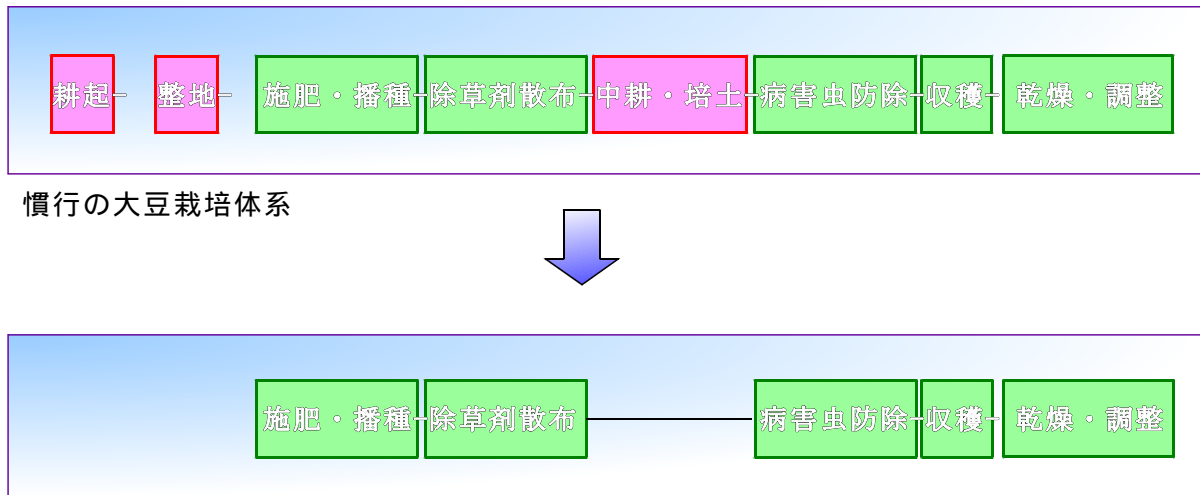 耕起-整地-施肥・播種-除草剤散布-中耕・培土-病害虫防除-収穫-乾燥・調整
慣行の大豆栽培体系
施肥・播種-除草剤散布 病害虫防除-収穫-乾燥・調整